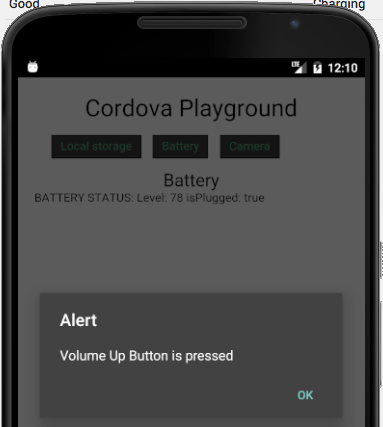 Good
Charging
LTE 12:10
Cordova Playground
Local storage Battery Camera
Battery
BATTERY STATUS: Level: 78 isPlugged: true
Alert
Volume Up Button is pressed
OK